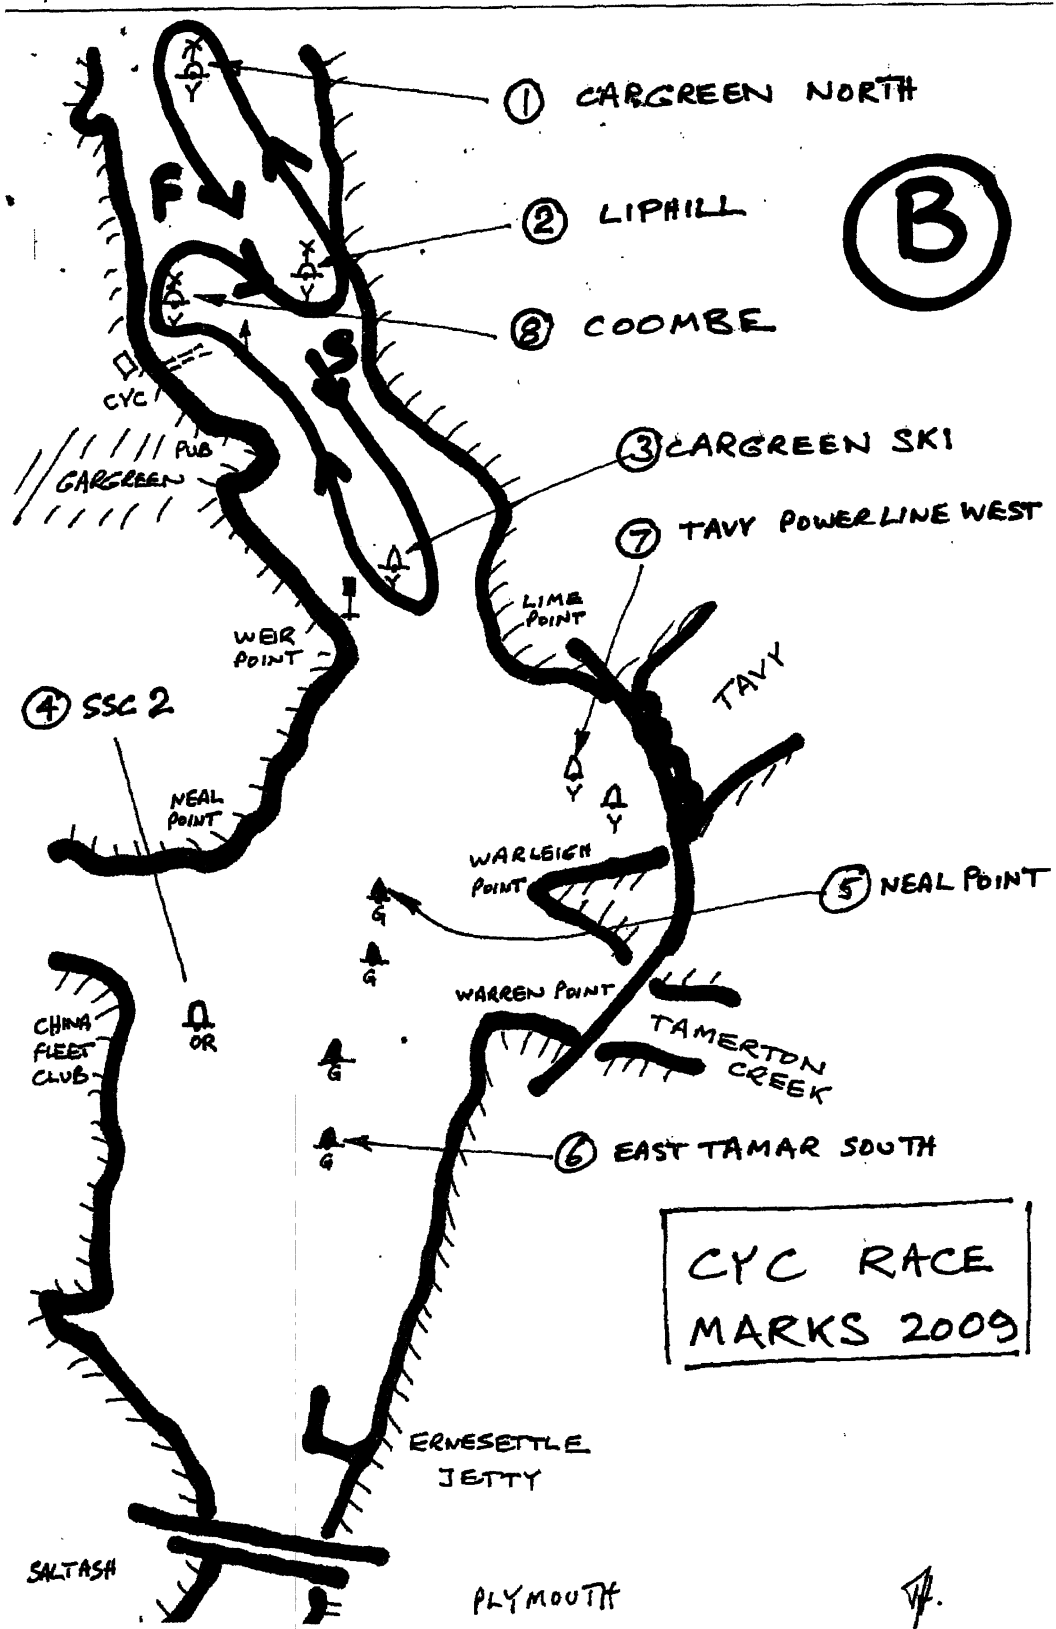 ① CARGREEN NORTH
Y
B
F
② LIPHILL
Y
Y
⑧ COOMBE
S
CYC
PUB
GARGREEN
③ CARGREEN SKI
Y
⑦ TAVY POWERLINE WEST
LIME
POINT
WEIR
POINT
TAVY
④ SSC 2
NEAL
POINT
Y
Y
WARLEIGH
POINT
⑤ NEAL POINT
G
G
WARREN POINT
CHINA
FLEET
CLUB
OR
G
TAMERTON
CREEK
G
⑥ EAST TAMAR SOUTH
CYC RACE
MARKS 2009
ERNESETTLE
JETTY
SALTASH
PLYMOUTH